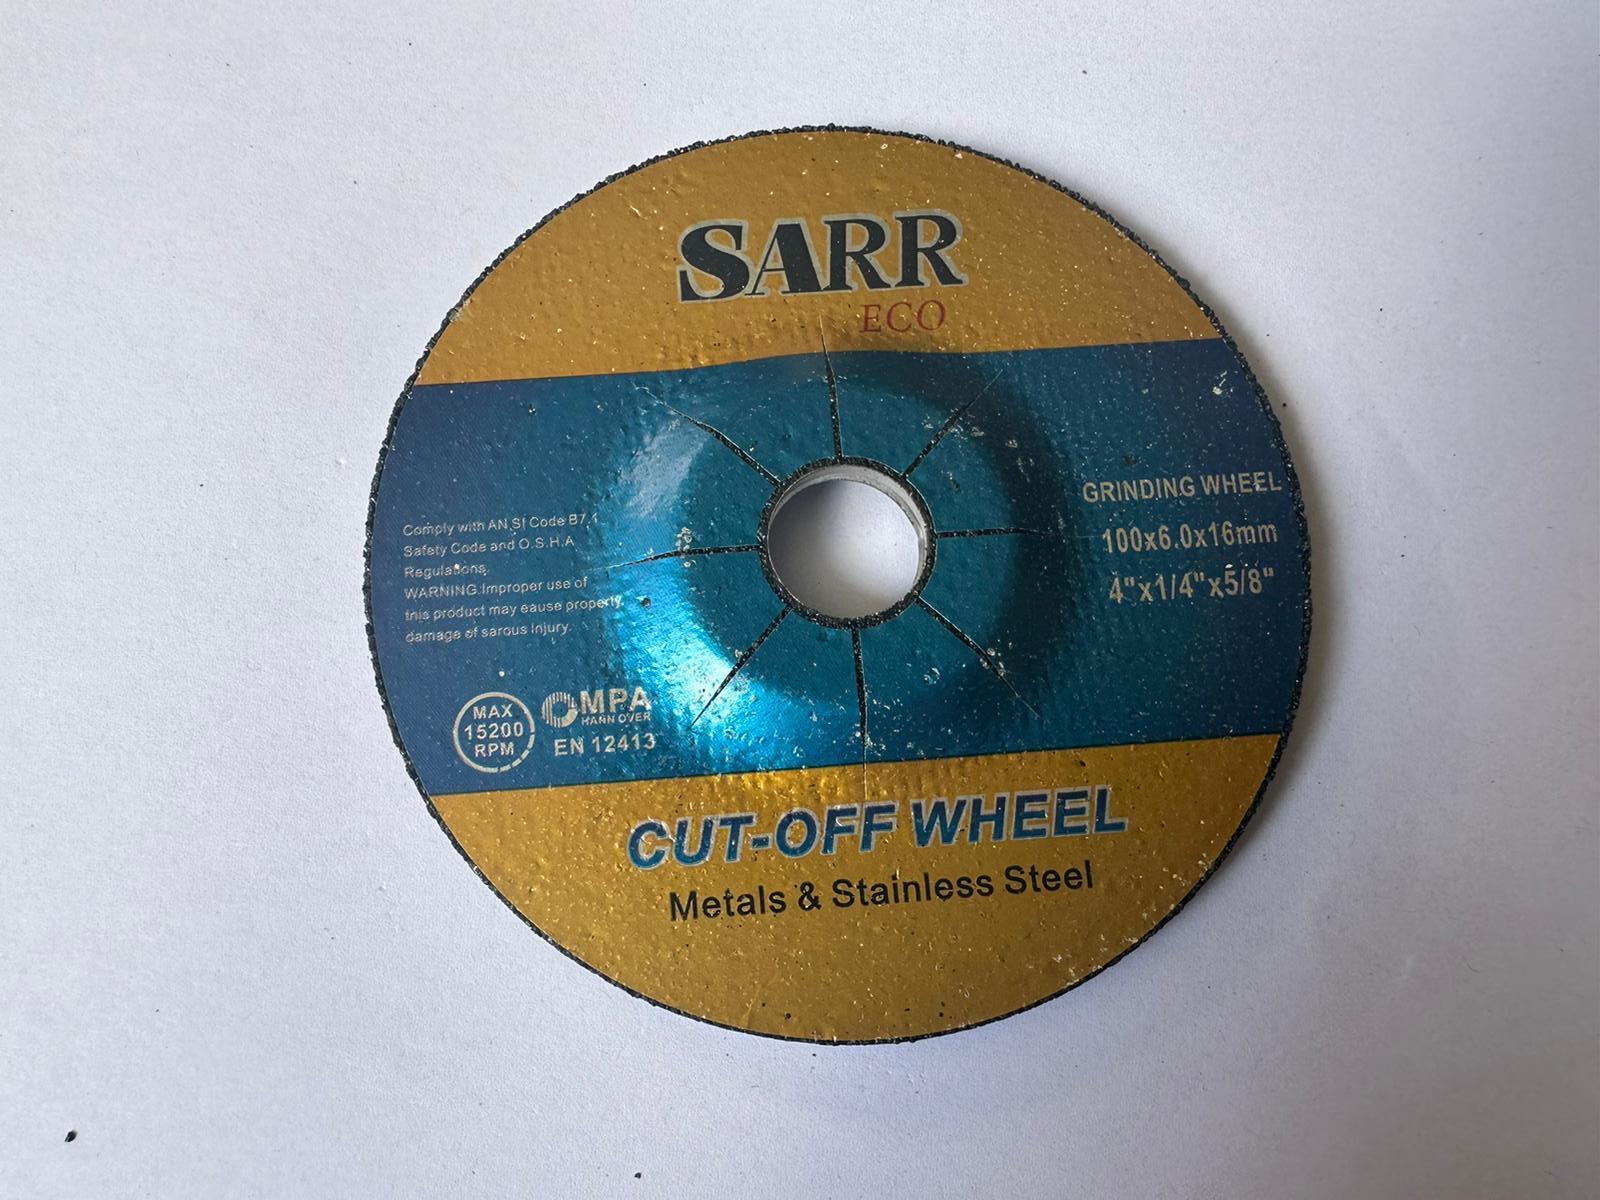 SARR
ECO
GRINDING WHEEL
100x6.0x16mm
4"x1/4"x5/8"
Comply with AN.SI Code B7.1
Safety Code and O.S.H.A
Regulations.
WARNING.Improper use of
this product may eause property
damage of sarous Injury.
MAX
15200
RPM
MPA
HANNOVER
EN 12413
CUT-OFF WHEEL
Metals & Stainless Steel